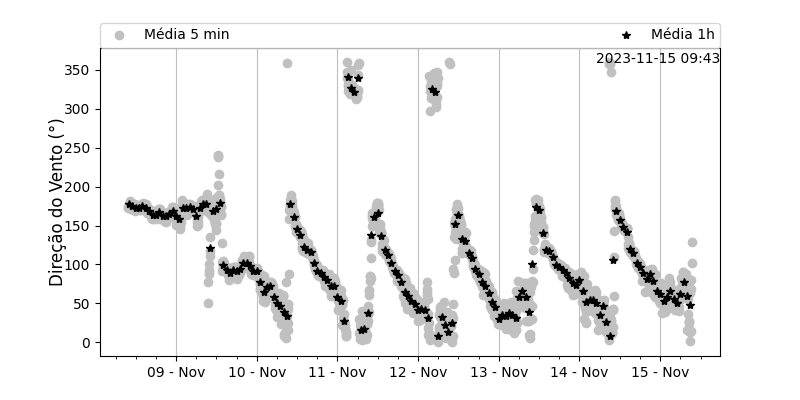 Média 5 min
Média 1h
2023-11-15 09:43
Direção do Vento (°)
350
300
250
200
150
100
50
0
09 - Nov
10 - Nov
11 - Nov
12 - Nov
13 - Nov
14 - Nov
15 - Nov